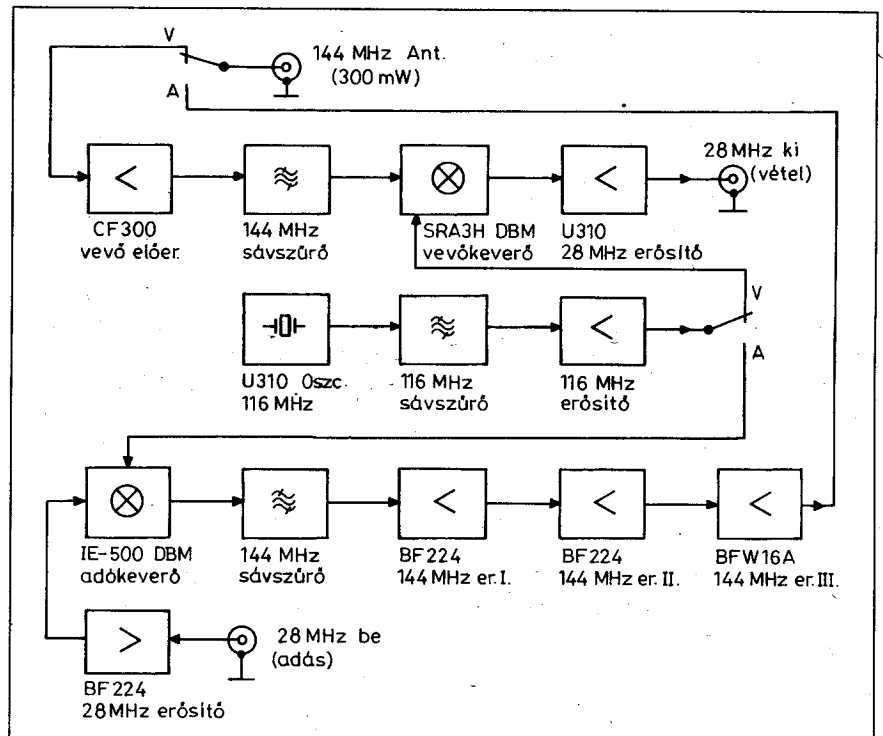 V
144 MHz Ant.
(300 mW)
A
28 MHz ki
(vétel)
CF300
vevő előer.
144 MHz
sávszűrő
SRA3H DBM
vevőkeverő
U310
28 MHz erősítő
V
A
U310 Oszc.
116 MHz
116 MHz
sávszűrő
116 MHz
erősítő
IE-500 DBM
adókeverő
144 MHz
sávszűrő
BF224
144 MHz er. I.
BF224
144 MHz er. II.
BFW16A
144 MHz er. III.
28 MHz be
(adás)
BF224
28 MHz erősítő